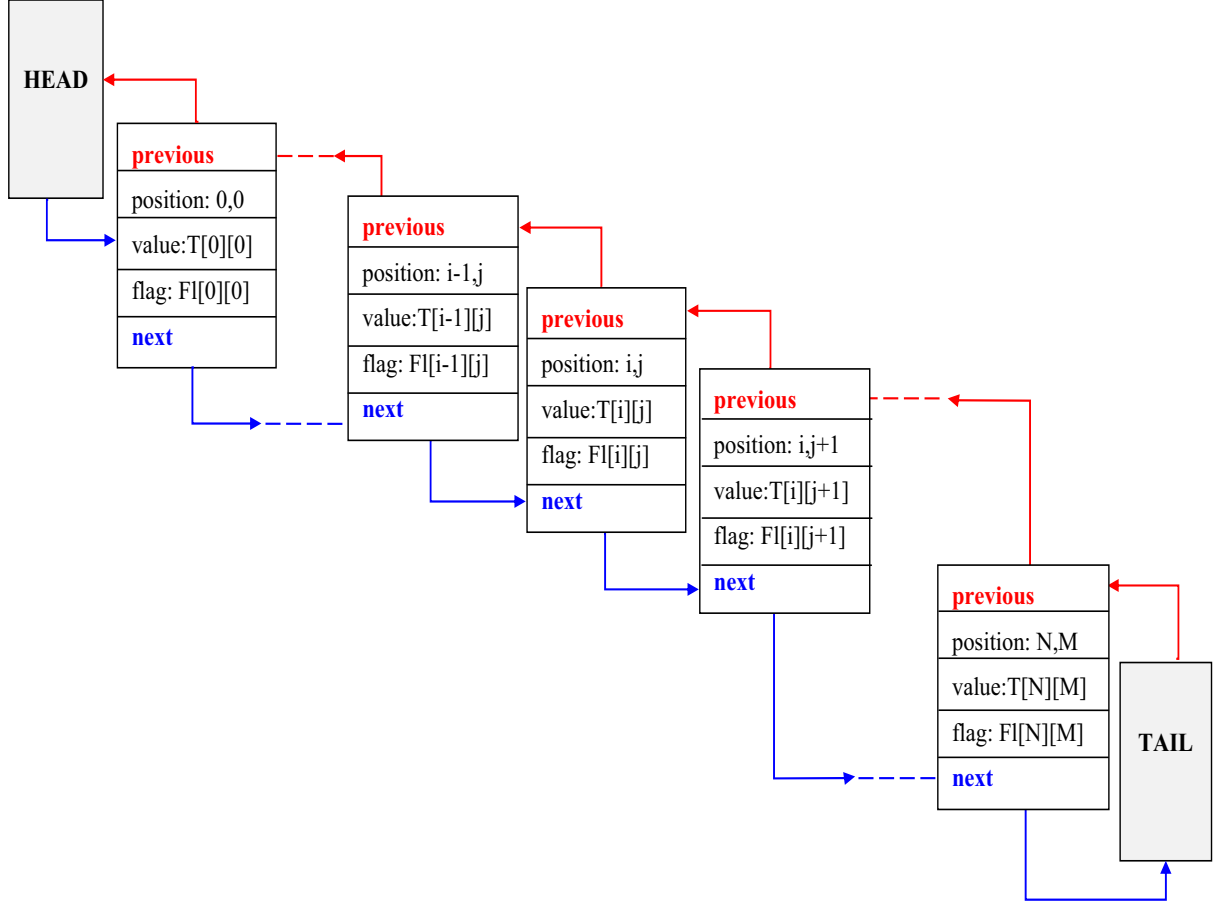 HEAD
previous
position: 0,0
value:T[0][0]
flag: Fl[0][0]
next
previous
position: i-1,j
value:T[i-1][j]
flag: Fl[i-1][j]
next
previous
position: i,j
value:T[i][j]
flag: Fl[i][j]
next
previous
position: i,j+1
value:T[i][j+1]
flag: Fl[i][j+1]
next
previous
position: N,M
value:T[N][M]
flag: Fl[N][M]
next
TAIL